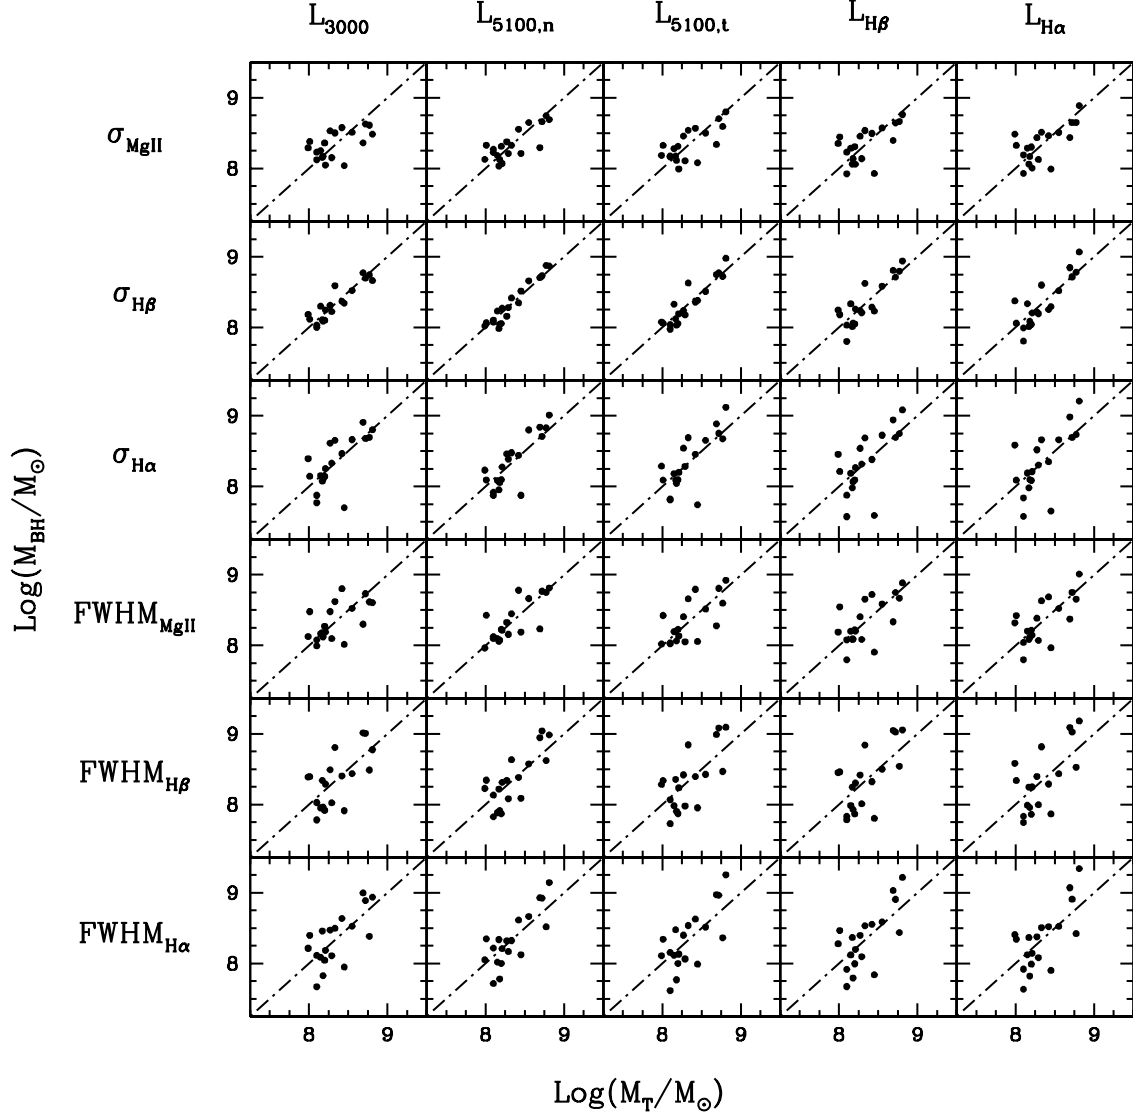 L3000 L5100,n L5100,t LHβ LHα
σMgII
9
8
σHβ
9
8
σHα
9
8
FWHMMgII
9
8
FWHMHβ
9
8
FWHMHα
9
8
8 9 8 9 8 9 8 9 8 9
Log(MBH/M⊙)
Log(MT/M⊙)